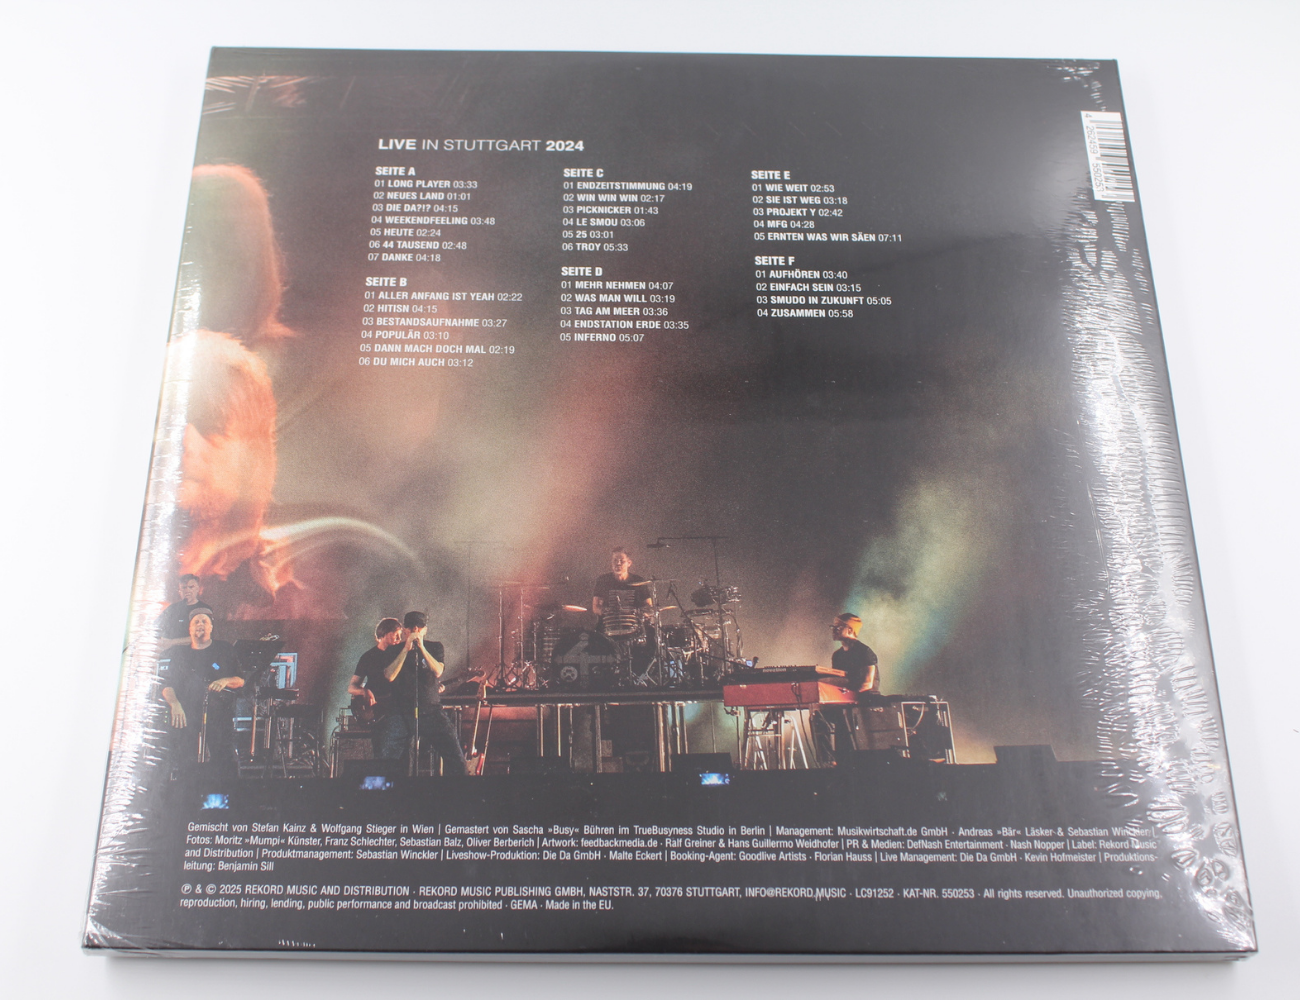 LIVE IN STUTTGART 2024
SEITE A
01 LONG PLAYER 03:33
02 NEUES LAND 01:01
03 DIE DA?!? 04:15
04 WEEKENDFEELING 03:48
05 HEUTE 02:24
06 44 TAUSEND 02:48
07 DANKE 04:18
SEITE B
01 ALLER ANFANG IST YEAH 02:22
02 HITISN 04:15
03 BESTANDSAUFNAHME 03:27
04 POPULÄR 03:10
05 DANN MACH DOCH MAL 02:19
06 DU MICH AUCH 03:12
SEITE C
01 ENDZEITSTIMMUNG 04:19
02 WIN WIN WIN 02:17
03 PICKNICKER 01:43
04 LE SMOU 03:06
05 25 03:01
06 TROY 05:33
SEITE D
01 MEHR NEHMEN 04:07
02 WAS MAN WILL 03:19
03 TAG AM MEER 03:36
04 ENDSTATION ERDE 03:35
05 INFERNO 05:07
SEITE E
01 WIE WEIT 02:53
02 SIE IST WEG 03:18
03 PROJEKT Y 02:42
04 MFG 04:28
05 ERNTEN WAS WIR SÄEN 07:11
SEITE F
01 AUFHÖREN 03:40
02 EINFACH SEIN 03:15
03 SMUDO IN ZUKUNFT 05:05
04 ZUSAMMEN 05:58
Gemischt von Stefan Kainz & Wolfgang Stieger in Wien | Gemastert von Sascha »Busy« Bühren im TrueBusyness Studio in Berlin | Management: Musikwirtschaft.de GmbH · Andreas »Bär« Läsker & Sebastian Winckler |
Fotos: Moritz »Mumpi« Künster, Franz Schlechter, Sebastian Balz, Oliver Berberich | Artwork: feedbackmedia.de · Ralf Greiner & Hans Guillermo Weidhofer | PR & Medien: DefNash Entertainment · Nash Nopper | Label: Rekord Music
and Distribution | Produktmanagement: Sebastian Winckler | Liveshow-Produktion: Die Da GmbH · Malte Eckert | Booking-Agent: Goodlive Artists · Florian Hauss | Live Management: Die Da GmbH · Kevin Hofmeister | Produktions-
leitung: Benjamin Sill
℗ & © 2025 REKORD MUSIC AND DISTRIBUTION · REKORD MUSIC PUBLISHING GMBH, NASTSTR. 37, 70376 STUTTGART, INFO@REKORD.MUSIC · LC91252 · KAT-NR. 550253 · All rights reserved. Unauthorized copying,
reproduction, hiring, lending, public performance and broadcast prohibited · GEMA · Made in the EU.